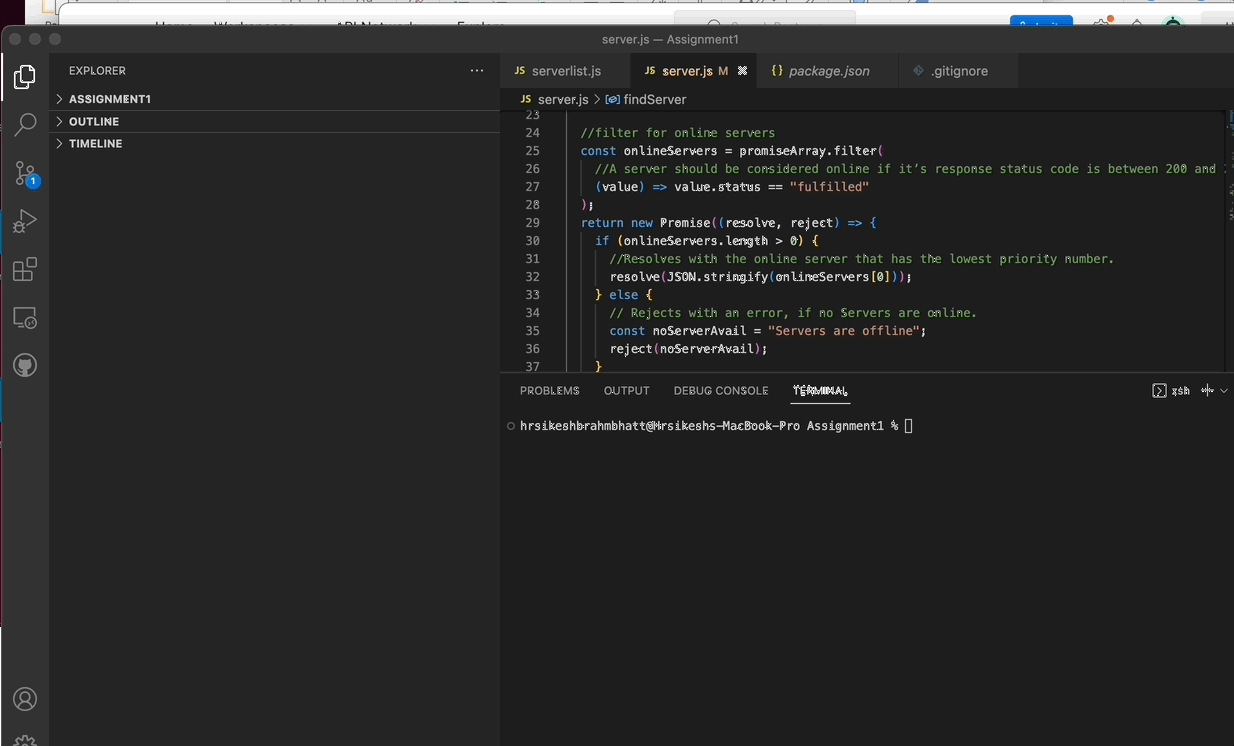 server.js — Assignment1
EXPLORER
ASSIGNMENT1
OUTLINE
TIMELINE
1
JS serverlist.js
JS server.js M
{} package.json
.gitignore
JS server.js > findServer
23
24 //filter for online servers
25 const onlineServers = promiseArray.filter(
26 //A server should be considered online if it's response status code is between 200 and
27 (value) => value.status == "fulfilled"
28 );
29 return new Promise((resolve, reject) => {
30 if (onlineServers.length > 0) {
31 //Resolves with the online server that has the lowest priority number.
32 resolve(JSON.stringify(onlineServers[0]));
33 } else {
34 // Rejects with an error, if no Servers are online.
35 const noServerAvail = "Servers are offline";
36 reject(noServerAvail);
37 }
PROBLEMS OUTPUT DEBUG CONSOLE TERMINAL
zsh
hrsikeshbrahmbhatt@Hrsikeshs-MacBook-Pro Assignment1 %